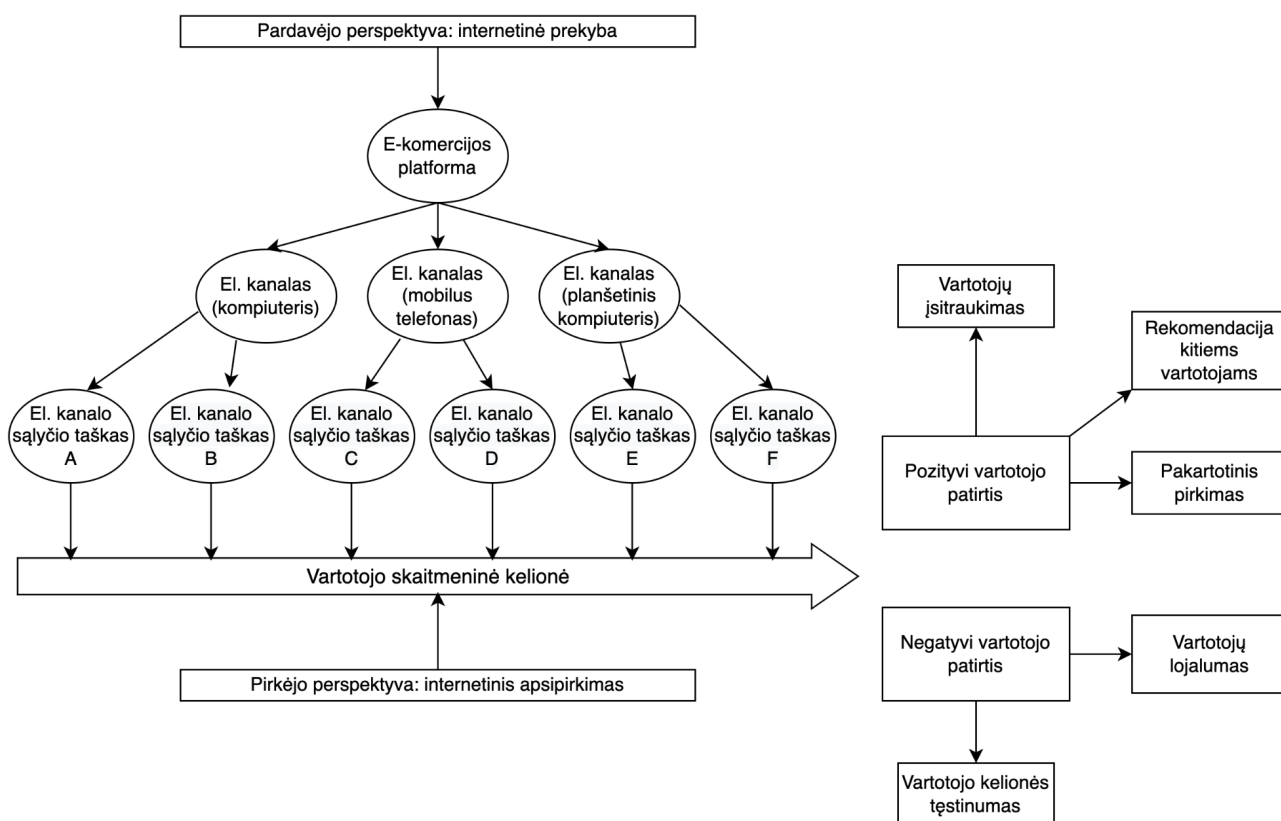 Pardavėjo perspektyva: internetinė prekyba
E-komercijos
platforma
El. kanalas
(kompiuteris)
El. kanalas
(mobilus
telefonas)
El. kanalas
(planšetinis
kompiuteris)
El. kanalo
sąlyčio taškas
A
El. kanalo
sąlyčio taškas
B
El. kanalo
sąlyčio taškas
C
El. kanalo
sąlyčio taškas
D
El. kanalo
sąlyčio taškas
E
El. kanalo
sąlyčio taškas
F
Vartotojo skaitmeninė kelionė
Pirkėjo perspektyva: internetinis apsipirkimas
Vartotojų
įsitraukimas
Rekomendacija
kitiems
vartotojams
Pozityvi vartotojo
patirtis
Pakartotinis
pirkimas
Negatyvi vartotojo
patirtis
Vartotojų
lojalumas
Vartotojo kelionės
tęstinumas